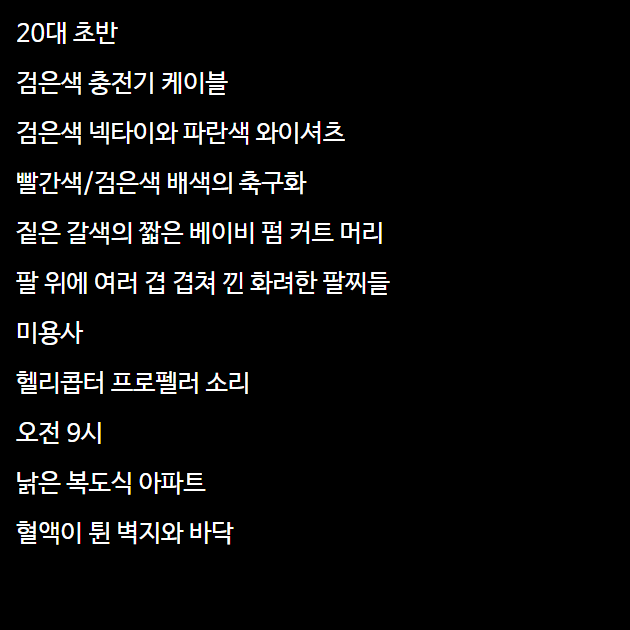 20대 초반
검은색 충전기 케이블
검은색 넥타이와 파란색 와이셔츠
빨간색/검은색 배색의 축구화
짙은 갈색의 짧은 베이비 펌 커트 머리
팔 위에 여러 겹 겹쳐 낀 화려한 팔찌들
미용사
헬리콥터 프로펠러 소리
오전 9시
낡은 복도식 아파트
혈액이 튄 벽지와 바닥